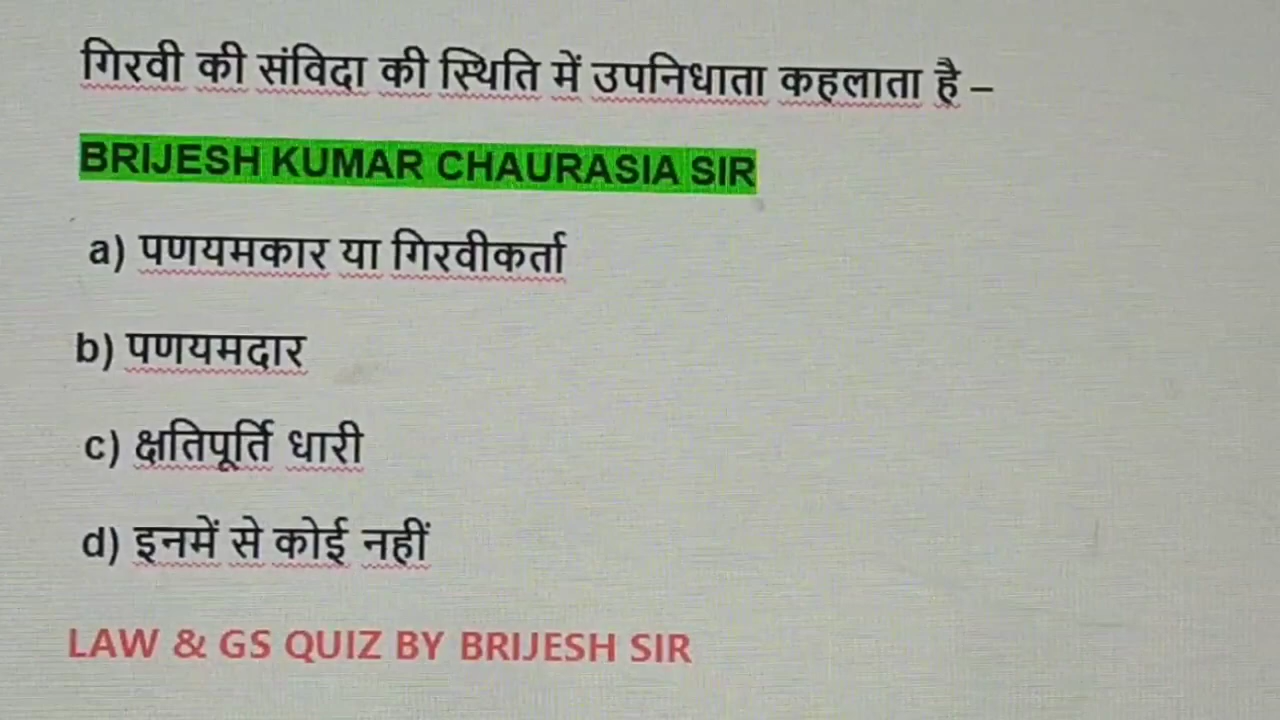 गिरवी की संविदा की स्थिति में उपनिधाता कहलाता है –
BRIJESH KUMAR CHAURASIA SIR
a) पणयमकार या गिरवीकर्ता
b) पणयमदार
c) क्षतिपूर्ति धारी
d) इनमें से कोई नहीं
LAW & GS QUIZ BY BRIJESH SIR